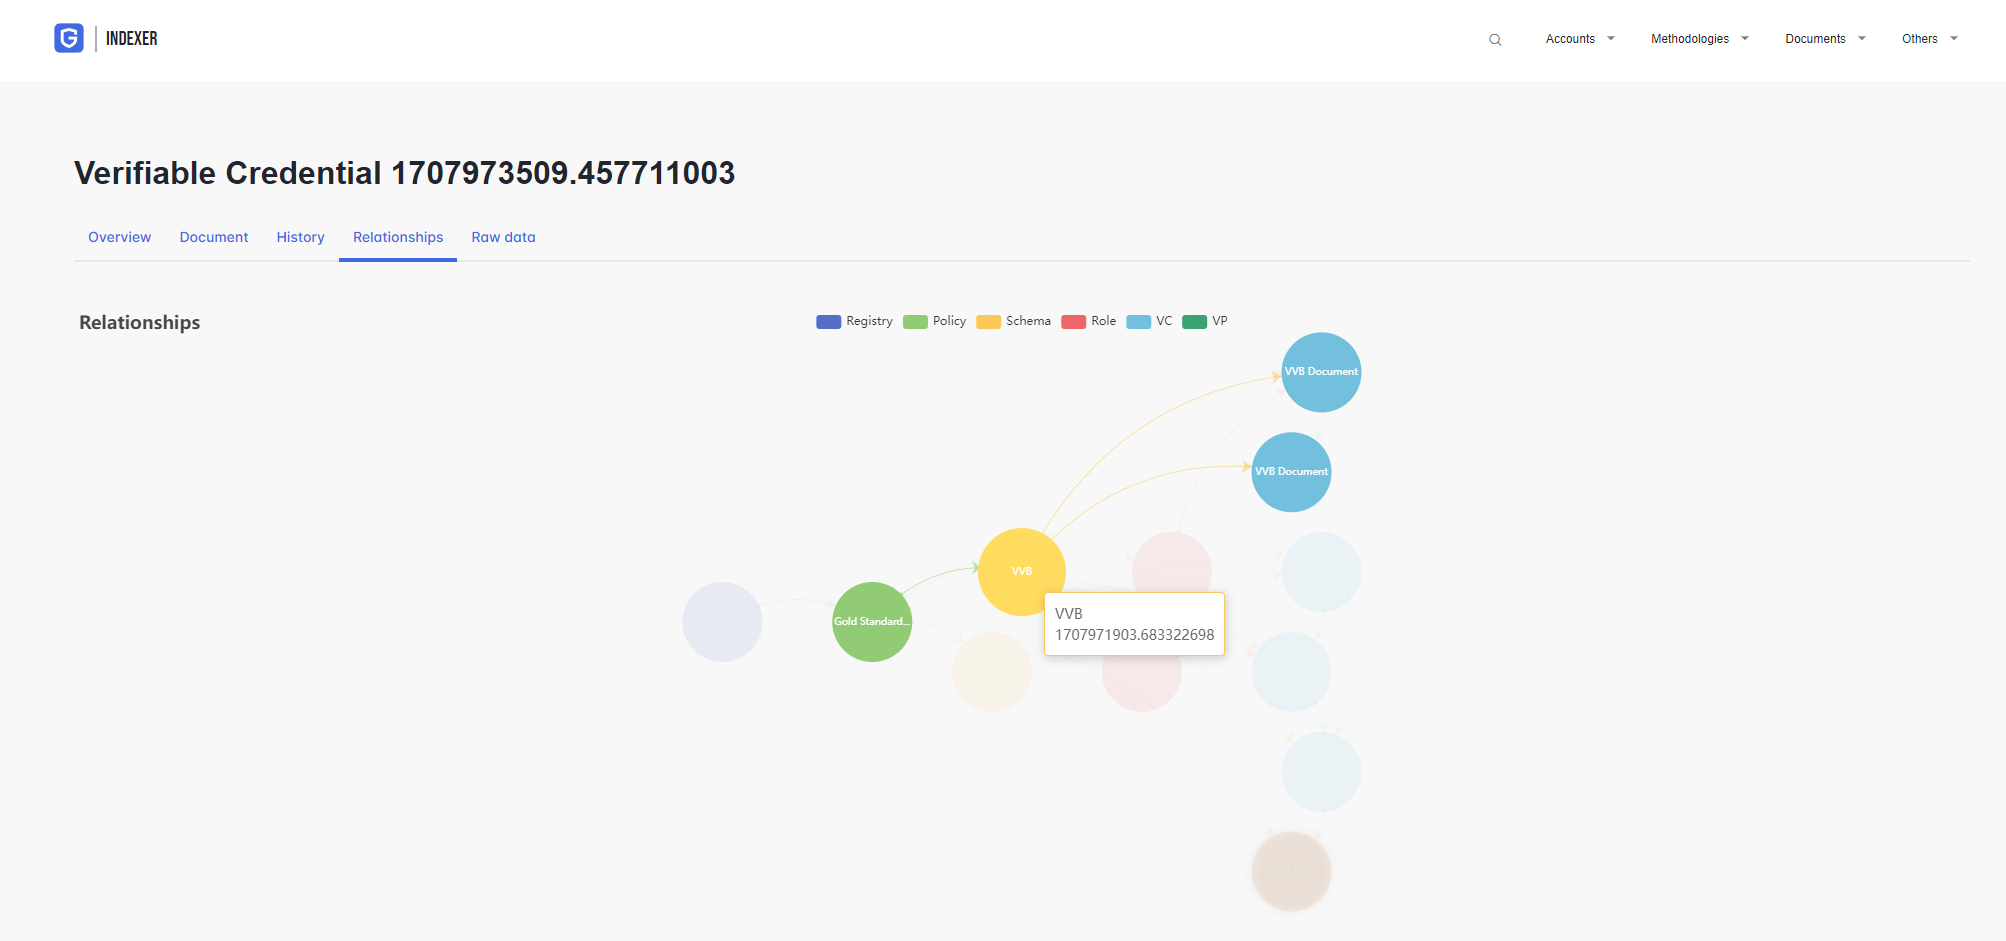 INDEXER
Accounts
Methodologies
Documents
Others
Verifiable Credential 1707973509.457711003
Overview
Document
History
Relationships
Raw data
Relationships
Registry
Policy
Schema
Role
VC
VP
VVB Document
VVB Document
VVB
Gold Standard...
VVB
1707971903.683322698